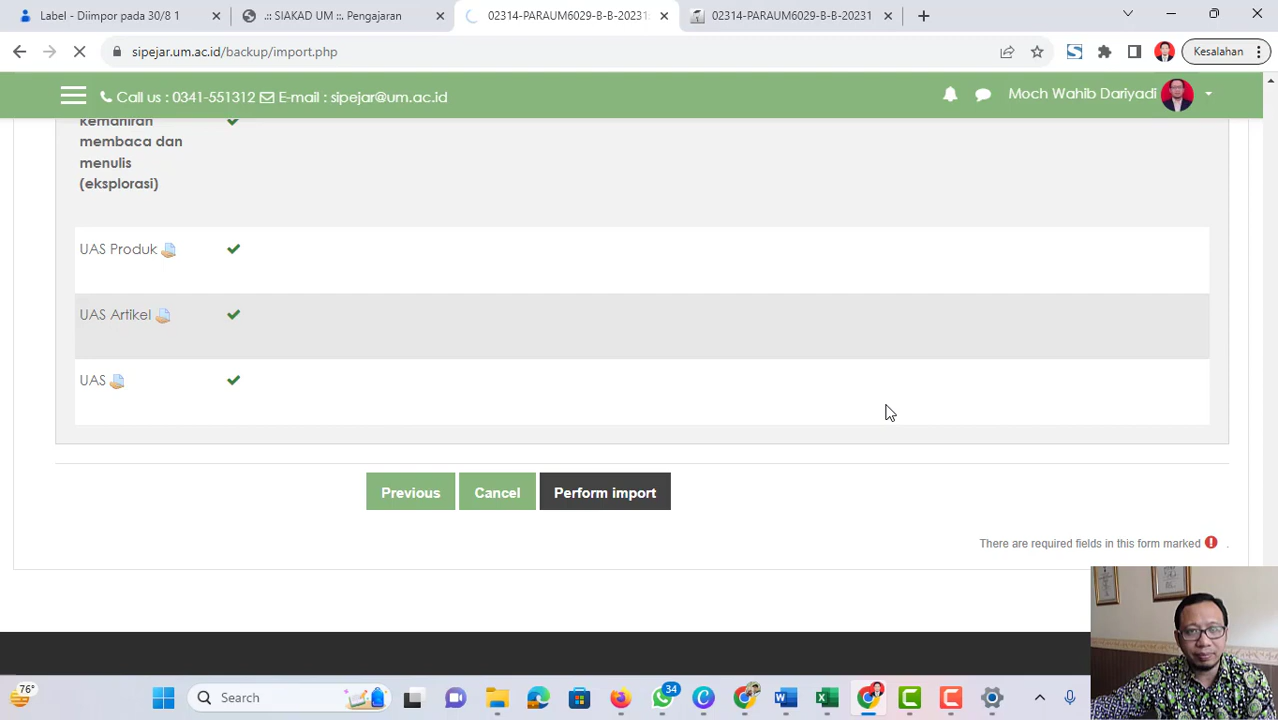 Label - Diimpor pada 30/8 1
.:: SIAKAD UM ::. Pengajaran
02314-PARAUM6029-B-B-20231
02314-PARAUM6029-B-B-20231
sipejar.um.ac.id/backup/import.php
Kesalahan
Call us : 0341-551312 E-mail : sipejar@um.ac.id
Moch Wahib Dariyadi
kemahiran
membaca dan
menulis
(eksplorasi)
UAS Produk
UAS Artikel
UAS
Previous
Cancel
Perform import
There are required fields in this form marked .
76°
Search
34